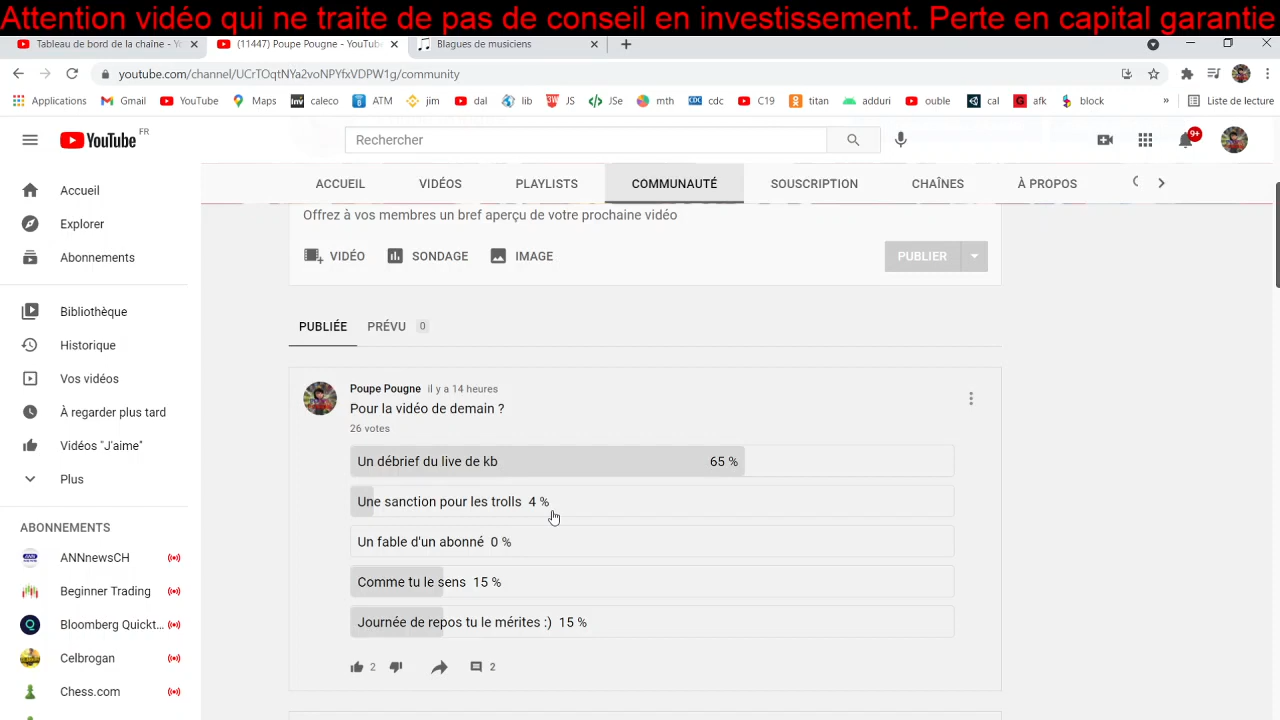 Attention vidéo qui ne traite de pas de conseil en investissement. Perte en capital garantie
Tableau de bord de la chaîne - Yo
(11447) Poupe Pougne - YouTube
Blagues de musiciens
youtube.com/channel/UCrTOqtNYa2voNPYfxVDPW1g/community
Applications
Gmail
YouTube
Maps
caleco
ATM
jim
dal
lib
JS
JSe
mth
cdc
C19
titan
adduri
ouble
cal
afk
block
»
Liste de lecture
YouTube FR
Rechercher
9+
ACCUEIL
VIDÉOS
PLAYLISTS
COMMUNAUTÉ
SOUSCRIPTION
CHAÎNES
À PROPOS
Offrez à vos membres un bref aperçu de votre prochaine vidéo
VIDÉO
SONDAGE
IMAGE
PUBLIER
PUBLIÉE
PRÉVU 0
Poupe Pougne il y a 14 heures
Pour la vidéo de demain ?
26 votes
Un débrief du live de kb 65 %
Une sanction pour les trolls 4 %
Un fable d'un abonné 0 %
Comme tu le sens 15 %
Journée de repos tu le mérites :) 15 %
2
2
Accueil
Explorer
Abonnements
Bibliothèque
Historique
Vos vidéos
À regarder plus tard
Vidéos "J'aime"
Plus
ABONNEMENTS
ANNnewsCH
Beginner Trading
Bloomberg Quickt...
Celbrogan
Chess.com